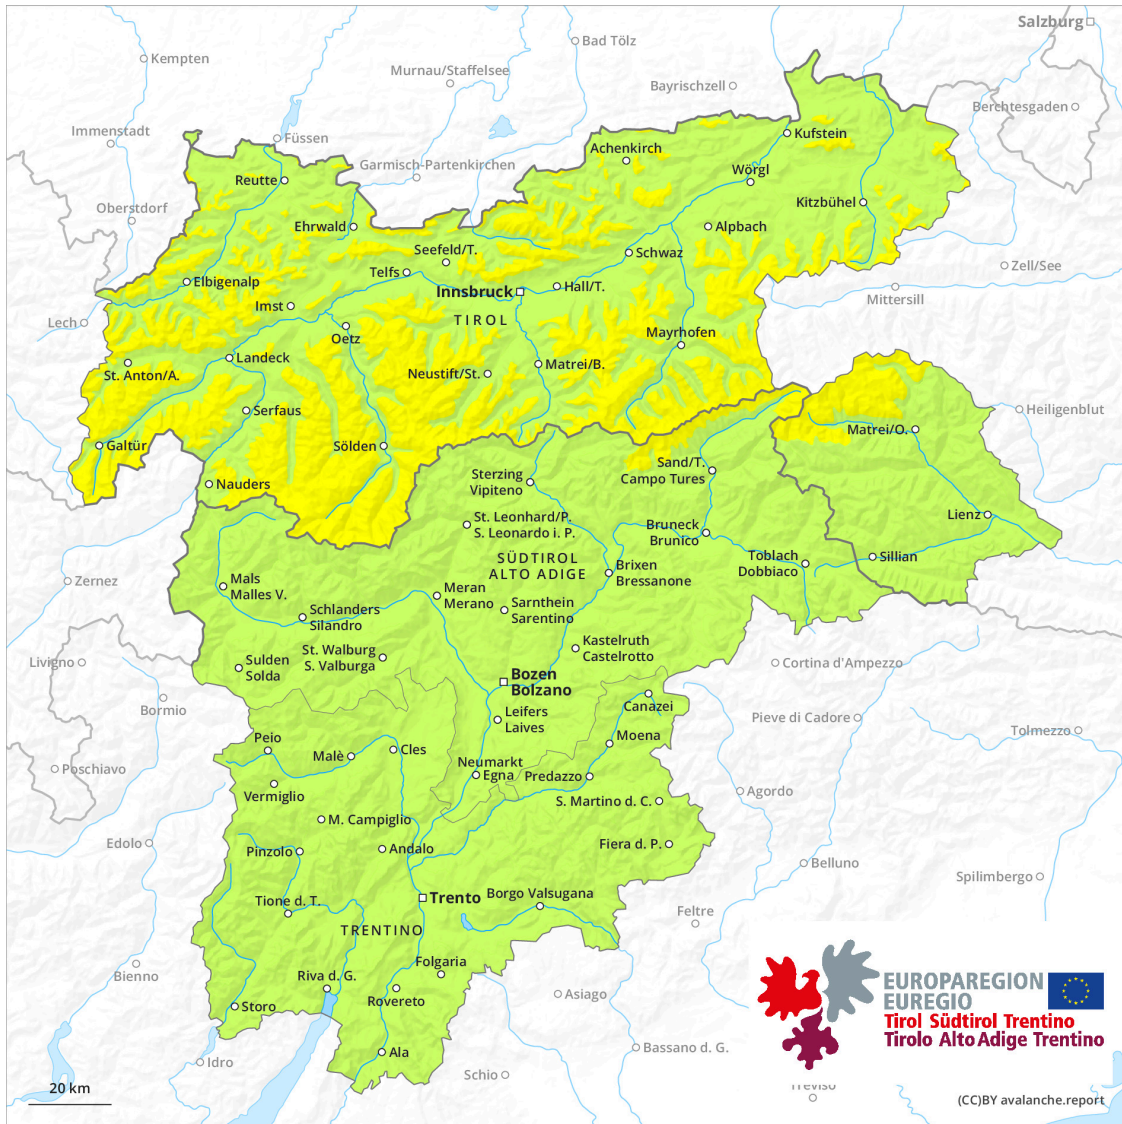 Salzburg
Bad Tölz
Kempten
Murnau/Staffelsee
Bayrischzell
Berchtesgaden
Immenstadt
Füssen
Kufstein
Achenkirch
Garmisch-Partenkirchen
Wörgl
Reutte
Kitzbühel
Oberstdorf
Ehrwald
Alpbach
Seefeld/T.
Schwaz
Zell/See
Telfs
Elbigenalp
Hall/T.
Innsbruck
Mittersill
Imst
TIROL
Lech
Mayrhofen
Oetz
Landeck
Matrei/B.
St. Anton/A.
Neustift/St.
Serfaus
Heiligenblut
Matrei/O.
Galtür
Sölden
Sand/T.
Campo Tures
Sterzing
Vipiteno
Nauders
Lienz
St. Leonhard/P.
S. Leonardo i. P.
Bruneck
Brunico
SÜDTIROL
ALTO ADIGE
Toblach
Dobbiaco
Sillian
Brixen
Bressanone
Zernez
Mals
Malles V.
Meran
Merano
Sarnthein
Sarentino
Schlanders
Silandro
Kastelruth
Castelrotto
St. Walburg
S. Valburga
Livigno
Sulden
Solda
Cortina d'Ampezzo
Bozen
Bolzano
Bormio
Canazei
Leifers
Laives
Pieve di Cadore
Tolmezzo
Peio
Moena
Malè
Cles
Neumarkt
Egna
Predazzo
Poschiavo
Vermiglio
Agordo
S. Martino d. C.
M. Campiglio
Edolo
Pinzolo
Andalo
Fiera d. P.
Belluno
Spilimbergo
Trento
Borgo Valsugana
Tione d. T.
Feltre
TRENTINO
Folgaria
Bienno
Riva d. G.
Rovereto
Asiago
Storo
EUROPAREGION
EUREGIO
Tirol Südtirol Trentino
Tirolo Alto Adige Trentino
Ala
Idro
Bassano d. G.
Schio
Treviso
20 km
(CC)BY avalanche.report